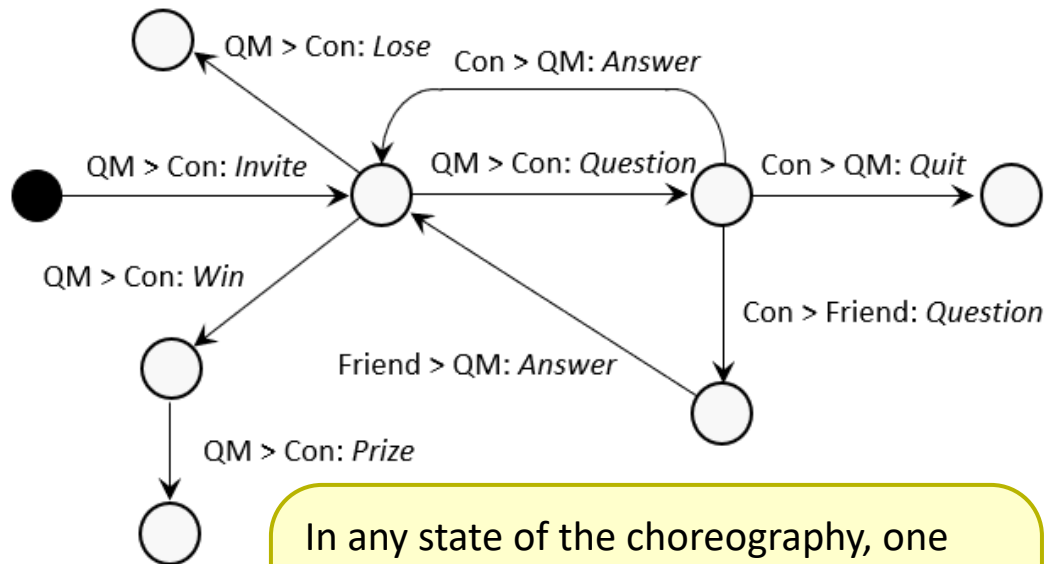 QM > Con: Lose
Con > QM: Answer
QM > Con: Invite
QM > Con: Question
Con > QM: Quit
QM > Con: Win
Con > Friend: Question
Friend > QM: Answer
QM > Con: Prize
In any state of the choreography, one